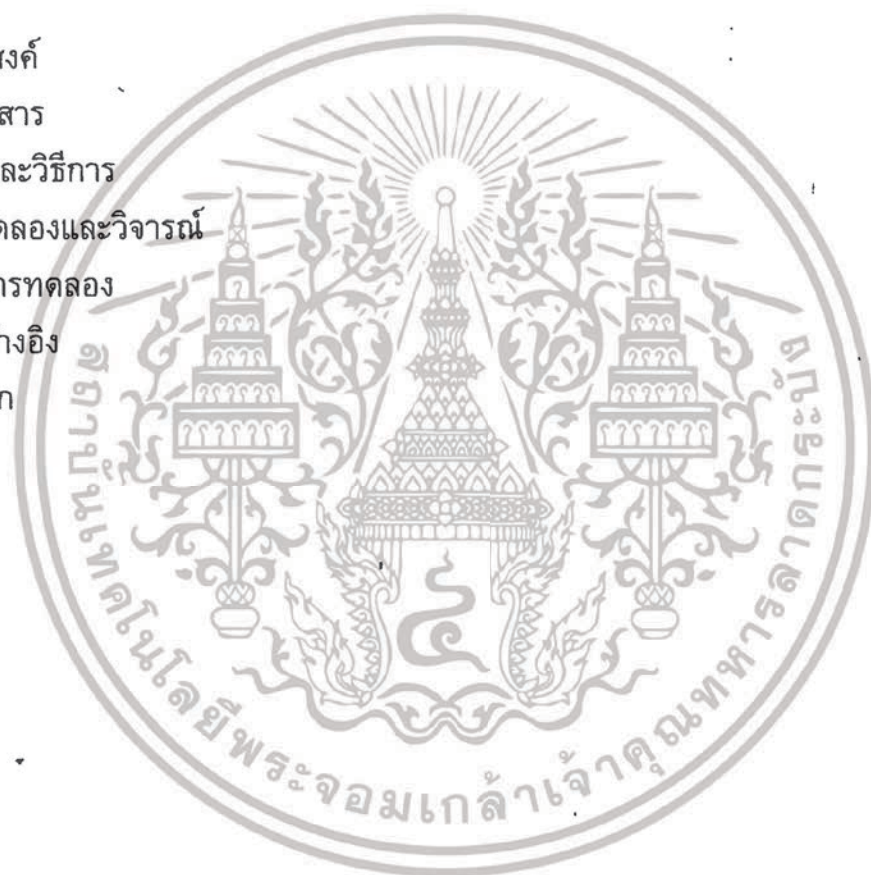 สงค์
สาร
ละวิธีการ
ดลองและวิจารณ์
ารทดลอง
างอิง
ก
๔
สถาบันเทคโนโลยีพระจอมเกล้าเจ้าคุณทหารลาดกระบัง